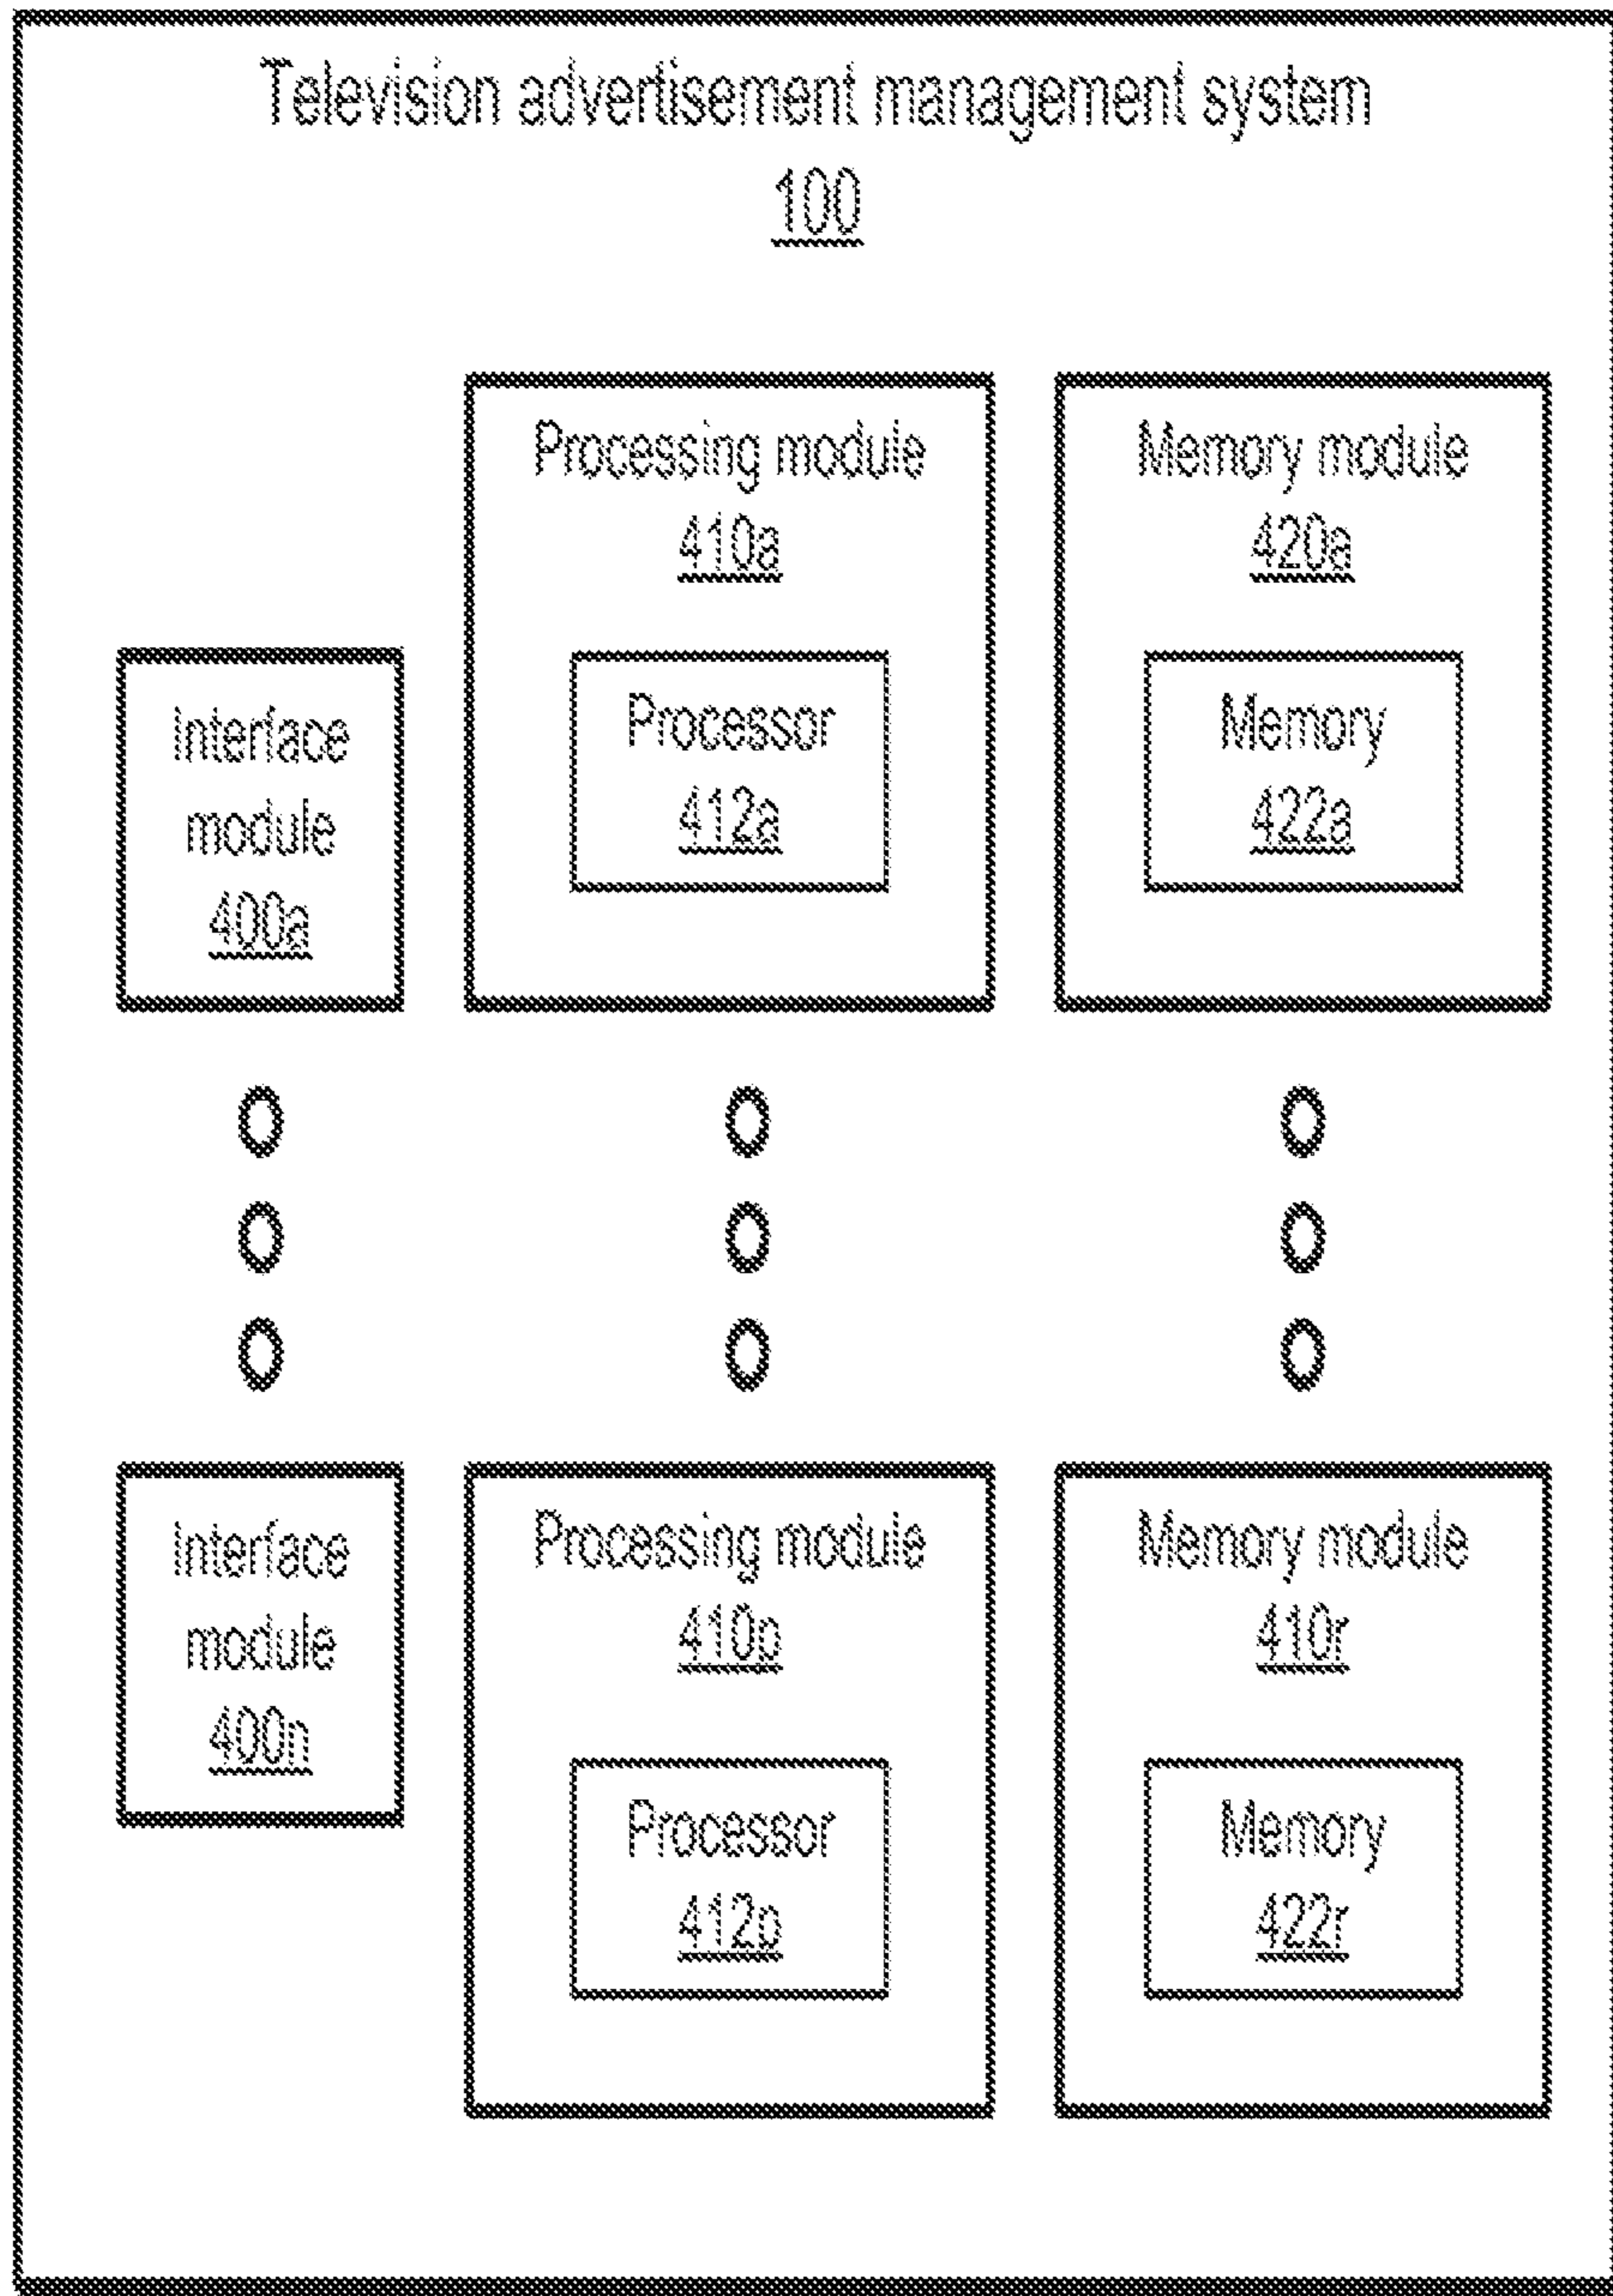 Television advertisement management system
100
Processing module
410a
Processor
412a
Memory module
420a
Memory
422a
Interface
module
400a
Interface
module
400n
Processing module
410p
Processor
412p
Memory module
410r
Memory
422r